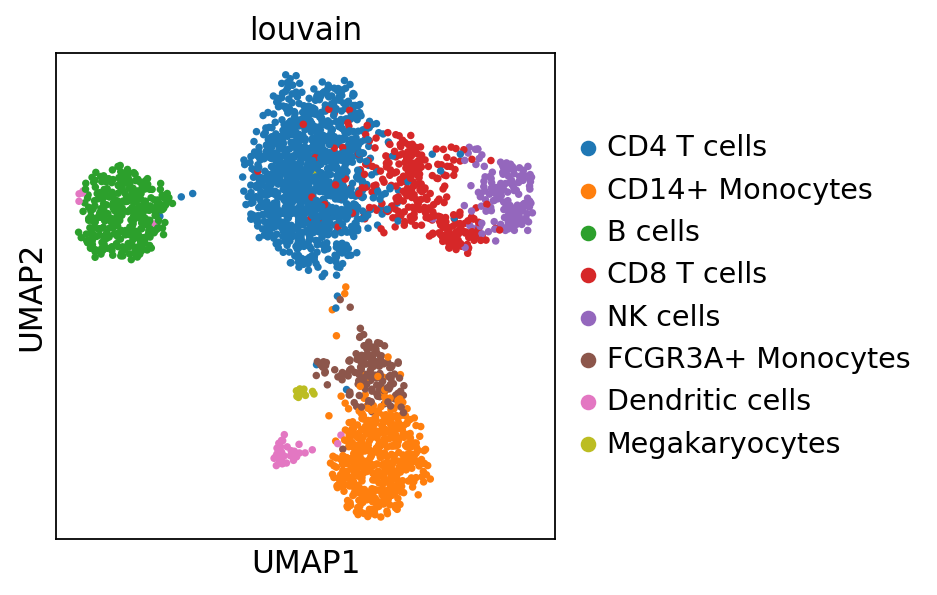 louvain
UMAP2
UMAP1
CD4 T cells
CD14+ Monocytes
B cells
CD8 T cells
NK cells
FCGR3A+ Monocytes
Dendritic cells
Megakaryocytes